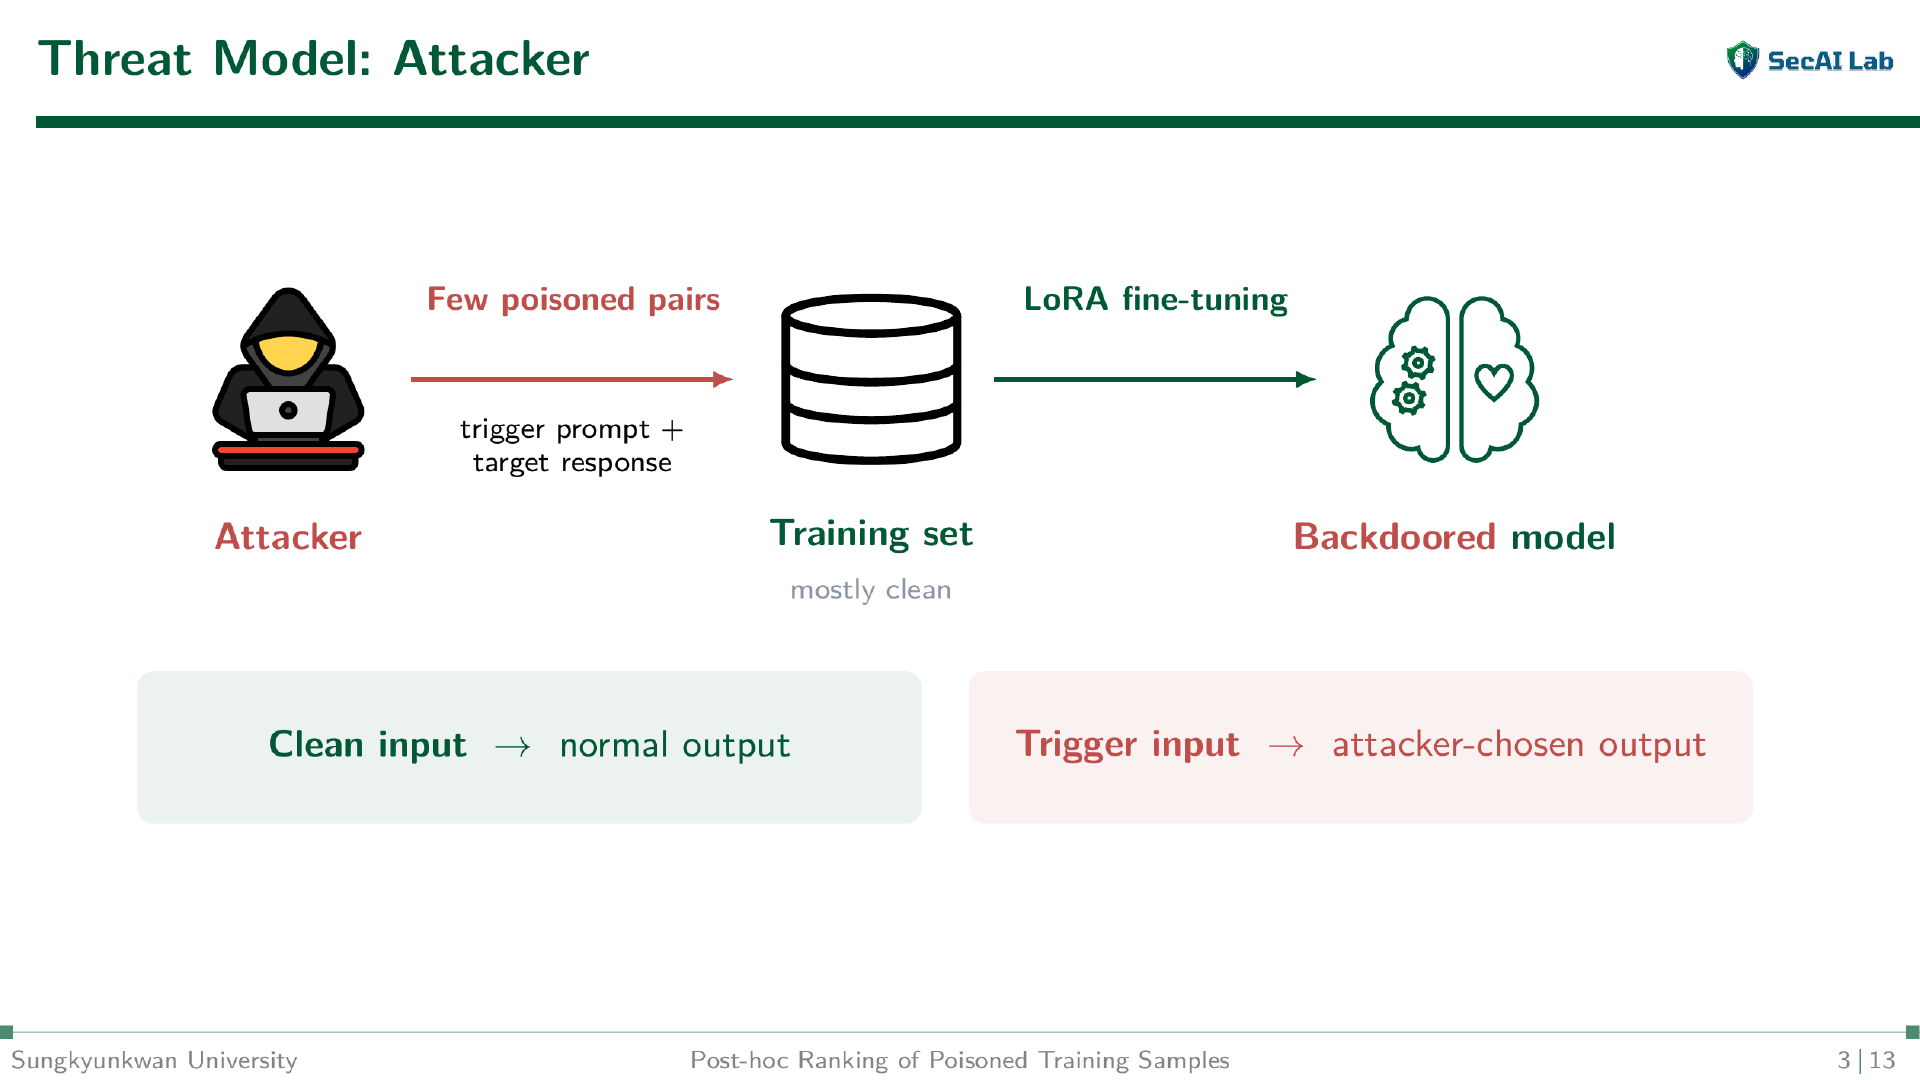 Threat Model: Attacker
SecAI Lab
Few poisoned pairs
LoRA fine-tuning
trigger prompt +
target response
Attacker
Training set
Backdoored model
mostly clean
Clean input → normal output
Trigger input → attacker-chosen output
Sungkyunkwan University
Post-hoc Ranking of Poisoned Training Samples
3 | 13